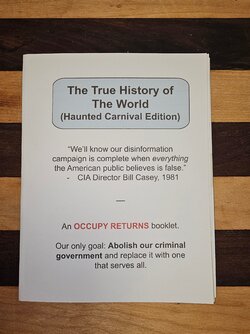 The True History of
The World
(Haunted Carnival Edition)
“We’ll know our disinformation
campaign is complete when everything
the American public believes is false.”
- CIA Director Bill Casey, 1981
—
An OCCUPY RETURNS booklet.
Our only goal: Abolish our criminal
government and replace it with one
that serves all.